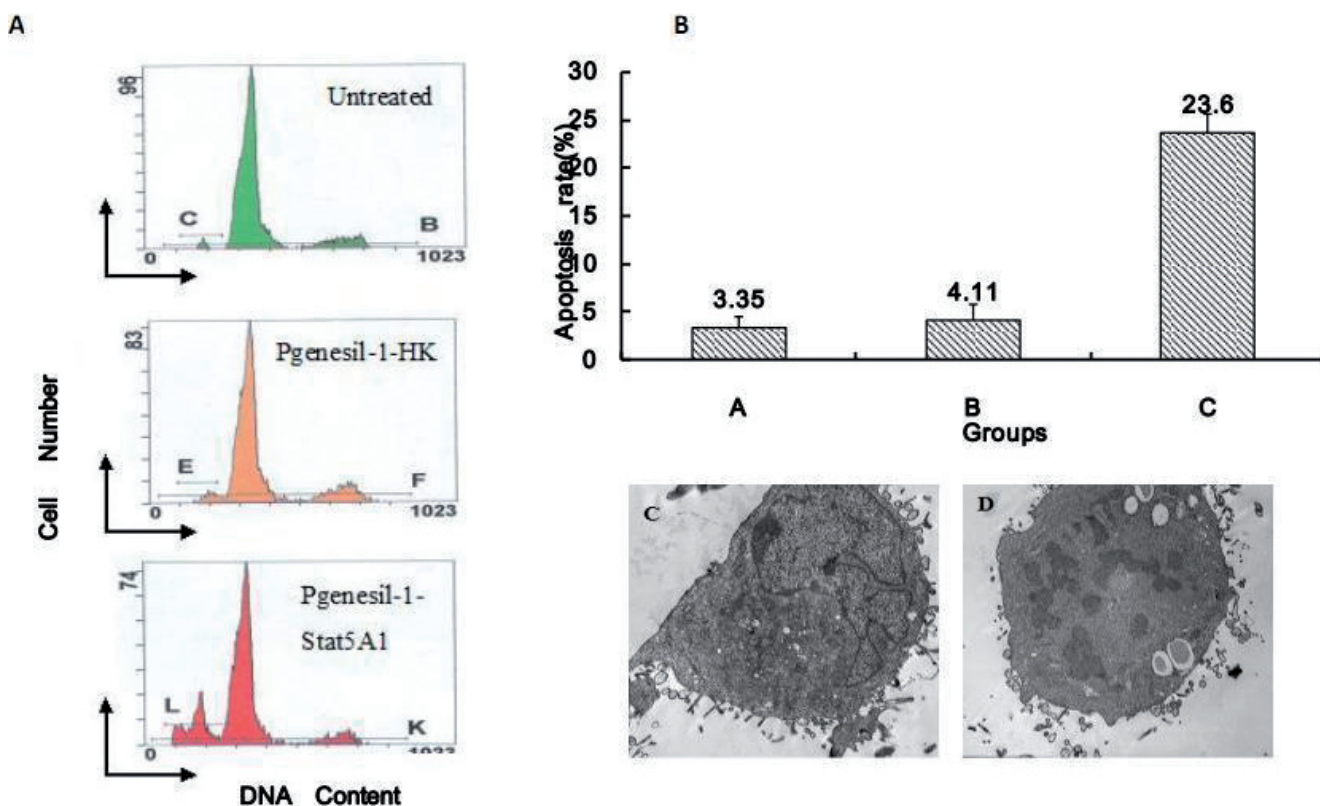 A
96
Untreated
C
B
0
1023
83
Pgenesil-1-HK
E
F
0
1023
74
Pgenesil-1-
Stat5A1
L
K
0
Cell Number
DNA Content
B
30
25
20
15
10
5
0
Apoptosis rate(%)
3.35
4.11
23.6
A
B
C
Groups
C
D